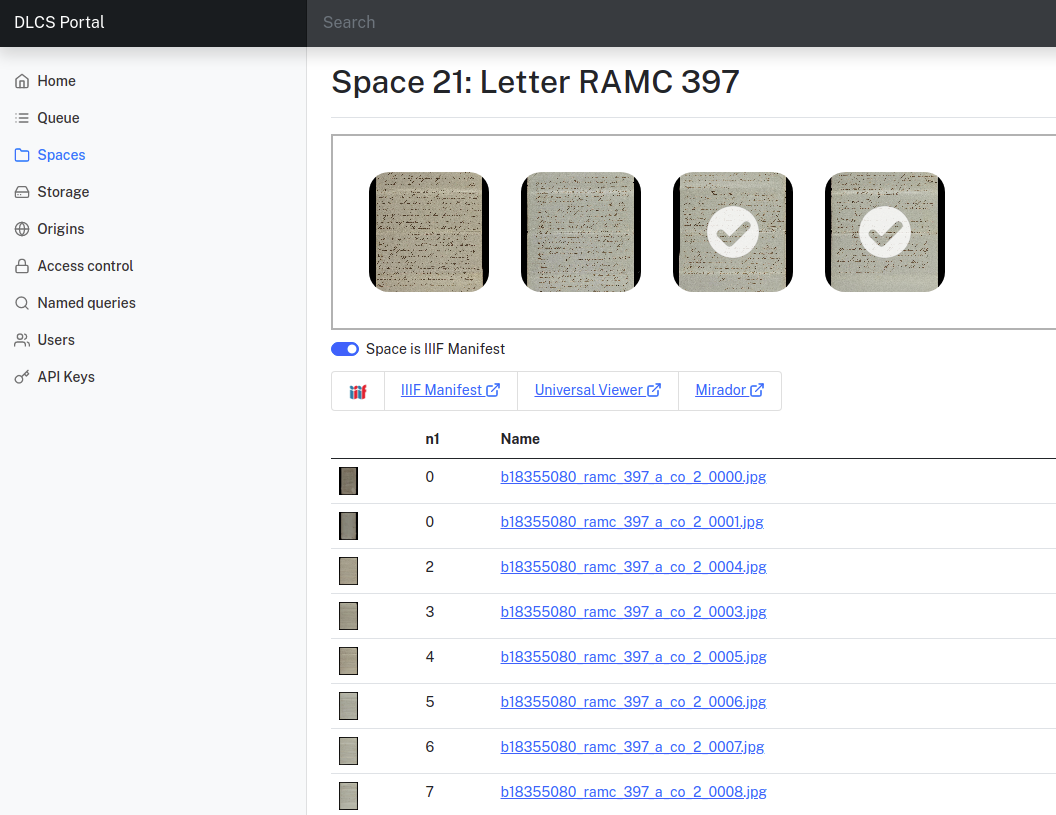 DLCS Portal
Search
Home
Queue
Spaces
Storage
Origins
Access control
Named queries
Users
API Keys
Space 21: Letter RAMC 397
Space is IIIF Manifest
iiif IIIF Manifest Universal Viewer Mirador
n1 Name
0 b18355080_ramc_397_a_co_2_0000.jpg
0 b18355080_ramc_397_a_co_2_0001.jpg
2 b18355080_ramc_397_a_co_2_0004.jpg
3 b18355080_ramc_397_a_co_2_0003.jpg
4 b18355080_ramc_397_a_co_2_0005.jpg
5 b18355080_ramc_397_a_co_2_0006.jpg
6 b18355080_ramc_397_a_co_2_0007.jpg
7 b18355080_ramc_397_a_co_2_0008.jpg